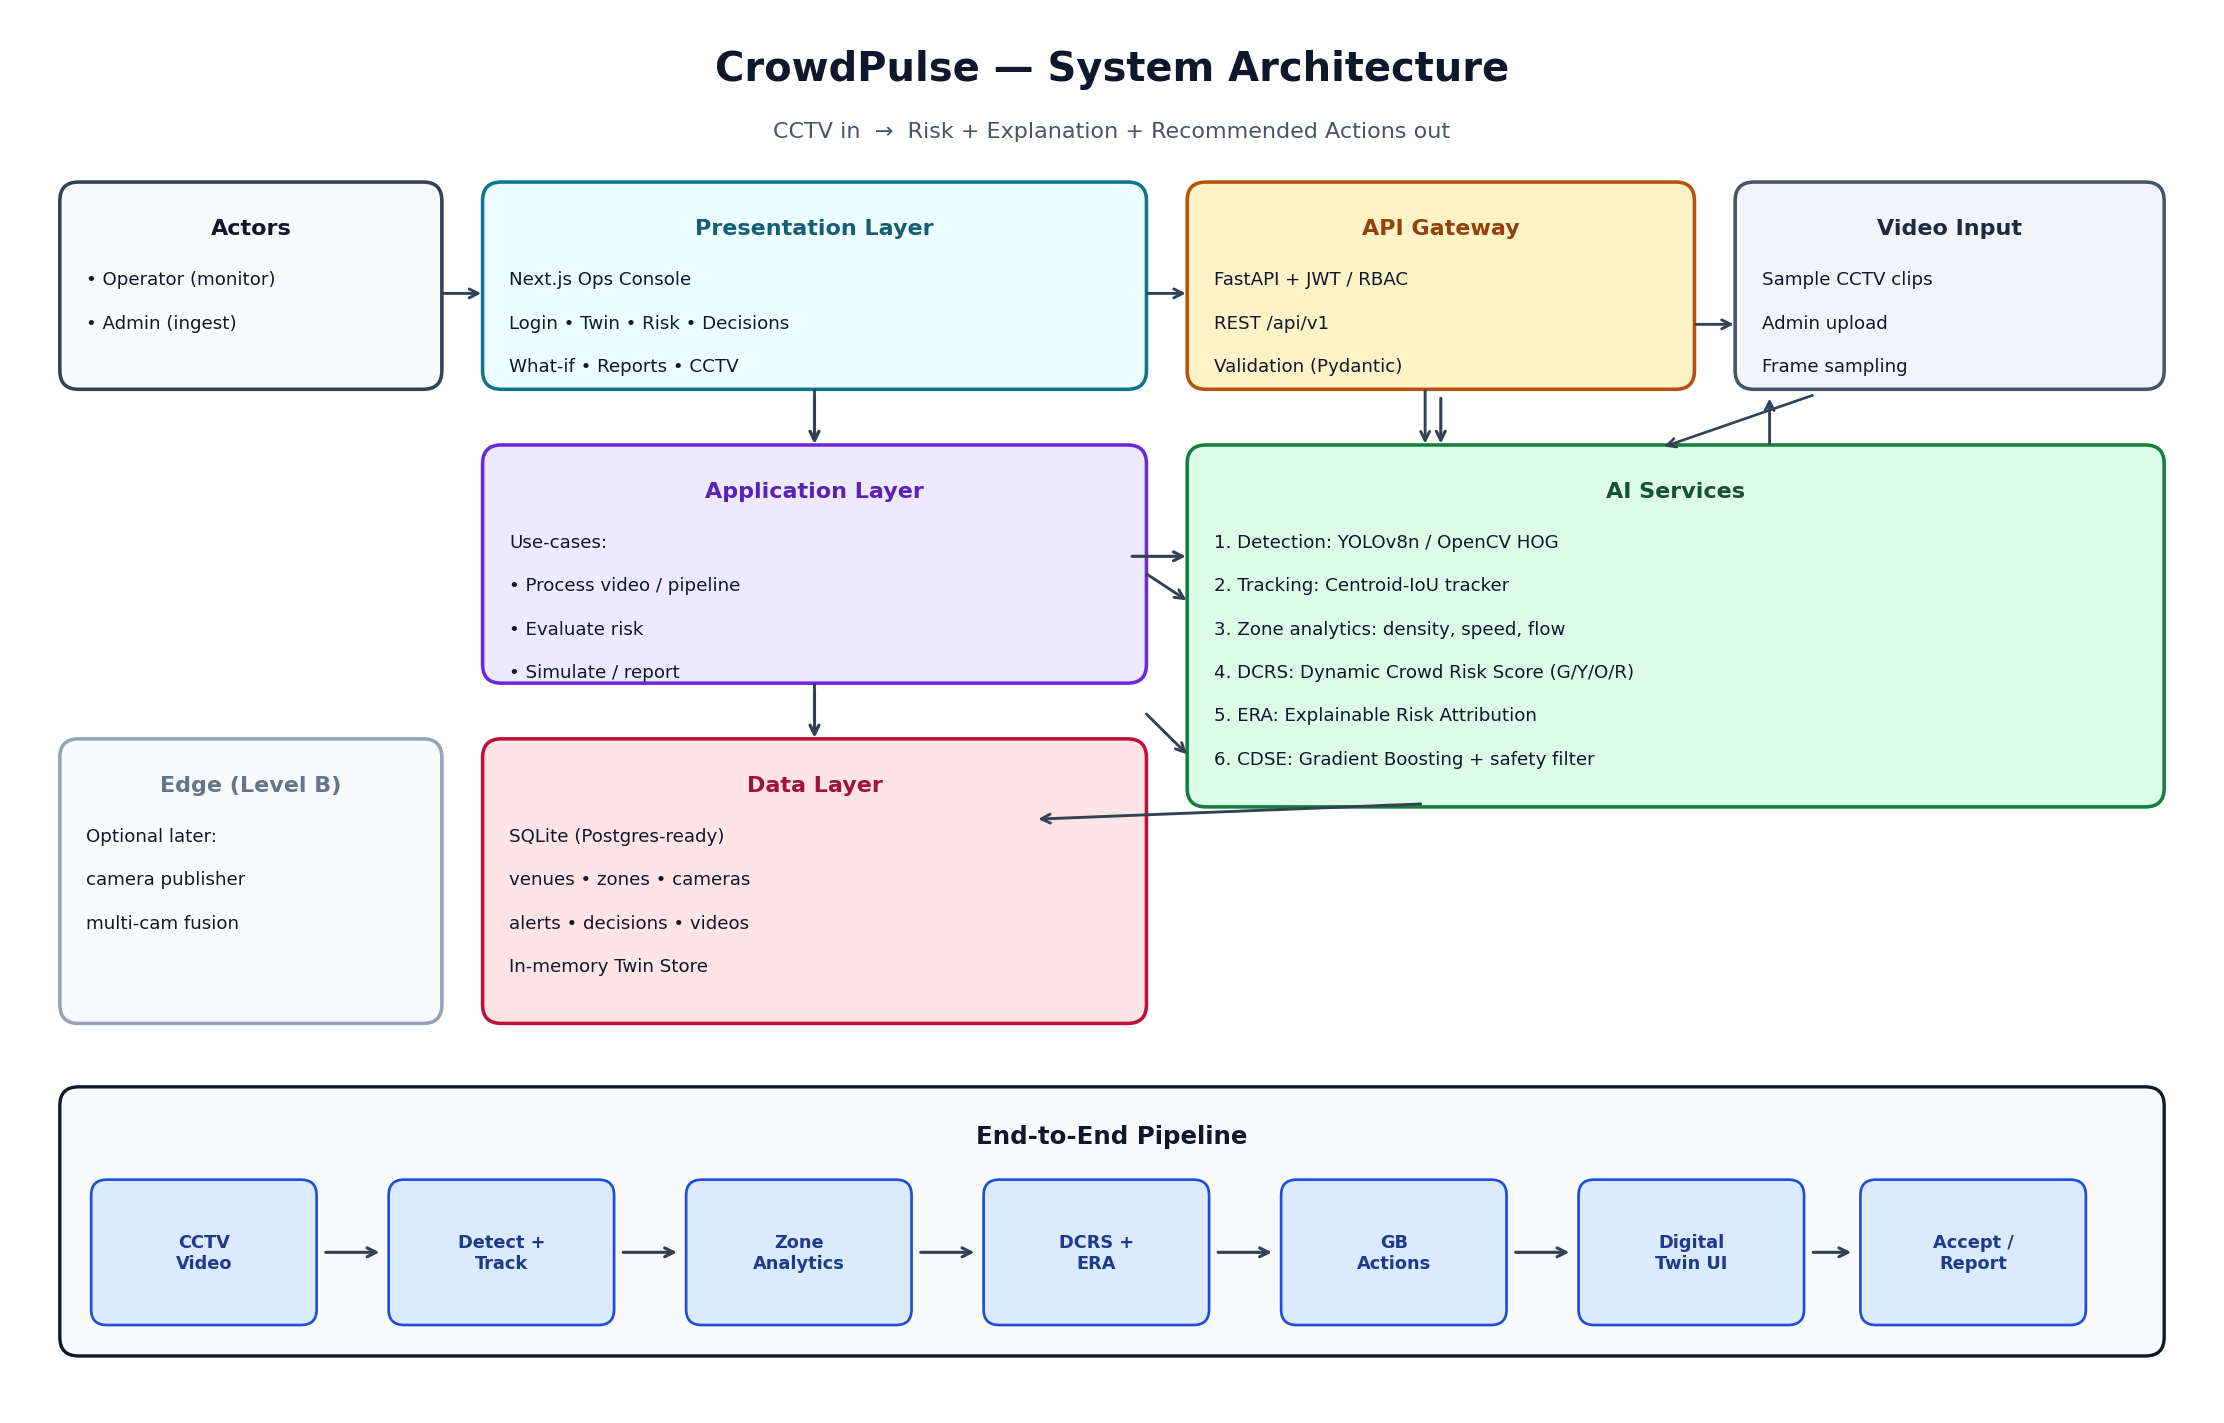 CrowdPulse — System Architecture
CCTV in → Risk + Explanation + Recommended Actions out
Actors
• Operator (monitor)
• Admin (ingest)
Presentation Layer
Next.js Ops Console
Login • Twin • Risk • Decisions
What-if • Reports • CCTV
API Gateway
FastAPI + JWT / RBAC
REST /api/v1
Validation (Pydantic)
Video Input
Sample CCTV clips
Admin upload
Frame sampling
Application Layer
Use-cases:
• Process video / pipeline
• Evaluate risk
• Simulate / report
AI Services
1. Detection: YOLOv8n / OpenCV HOG
2. Tracking: Centroid-IoU tracker
3. Zone analytics: density, speed, flow
4. DCRS: Dynamic Crowd Risk Score (G/Y/O/R)
5. ERA: Explainable Risk Attribution
6. CDSE: Gradient Boosting + safety filter
Edge (Level B)
Optional later:
camera publisher
multi-cam fusion
Data Layer
SQLite (Postgres-ready)
venues • zones • cameras
alerts • decisions • videos
In-memory Twin Store
End-to-End Pipeline
CCTV
Video
Detect +
Track
Zone
Analytics
DCRS +
ERA
GB
Actions
Digital
Twin UI
Accept /
Report